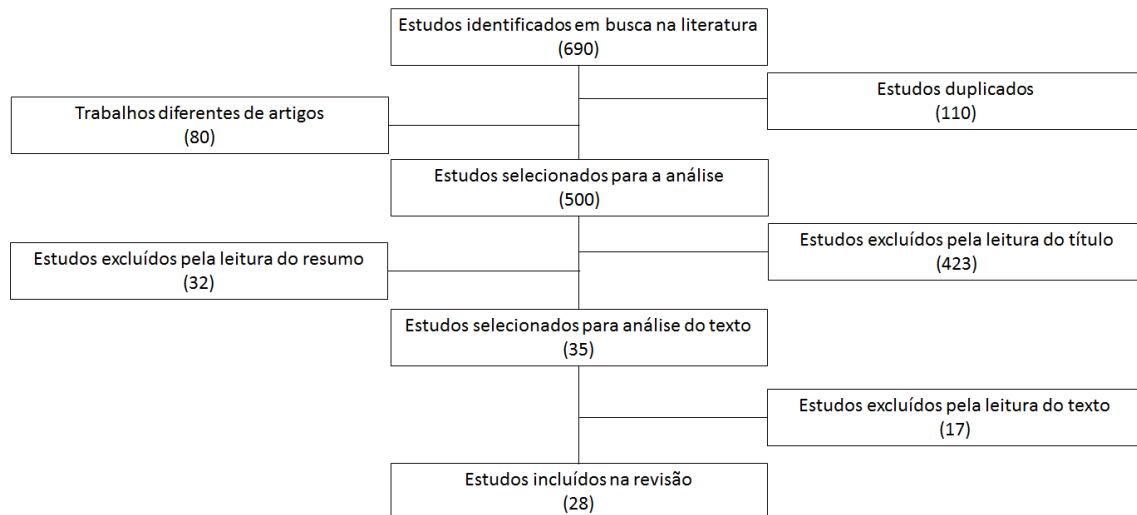 Estudos identificados em busca na literatura
(690)
Estudos duplicados
(110)
Trabalhos diferentes de artigos
(80)
Estudos selecionados para a análise
(500)
Estudos excluídos pela leitura do título
(423)
Estudos excluídos pela leitura do resumo
(32)
Estudos selecionados para análise do texto
(35)
Estudos excluídos pela leitura do texto
(17)
Estudos incluídos na revisão
(28)